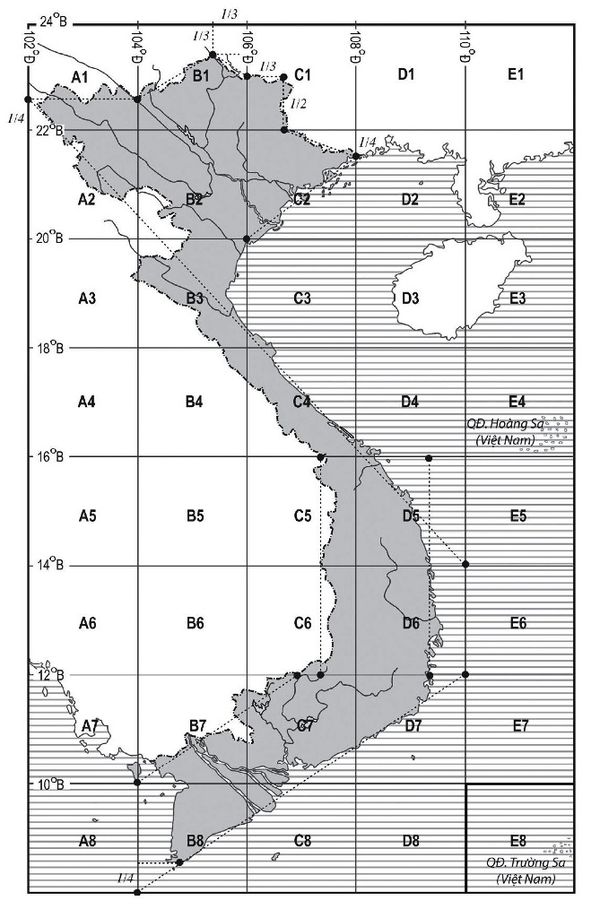 24°B
102°Đ
104°Đ
106°Đ
108°Đ
110°Đ
1/3
1/3
1/3
A1
B1
C1
D1
E1
1/2
1/4
1/4
22°B
A2
B2
C2
D2
E2
20°B
A3
B3
C3
D3
E3
18°B
A4
B4
C4
D4
E4
QĐ. Hoàng Sa
(Việt Nam)
16°B
A5
B5
C5
D5
E5
14°B
A6
B6
C6
D6
E6
12°B
A7
B7
C7
D7
E7
10°B
A8
B8
C8
D8
E8
QĐ. Trường Sa
(Việt Nam)
1/4